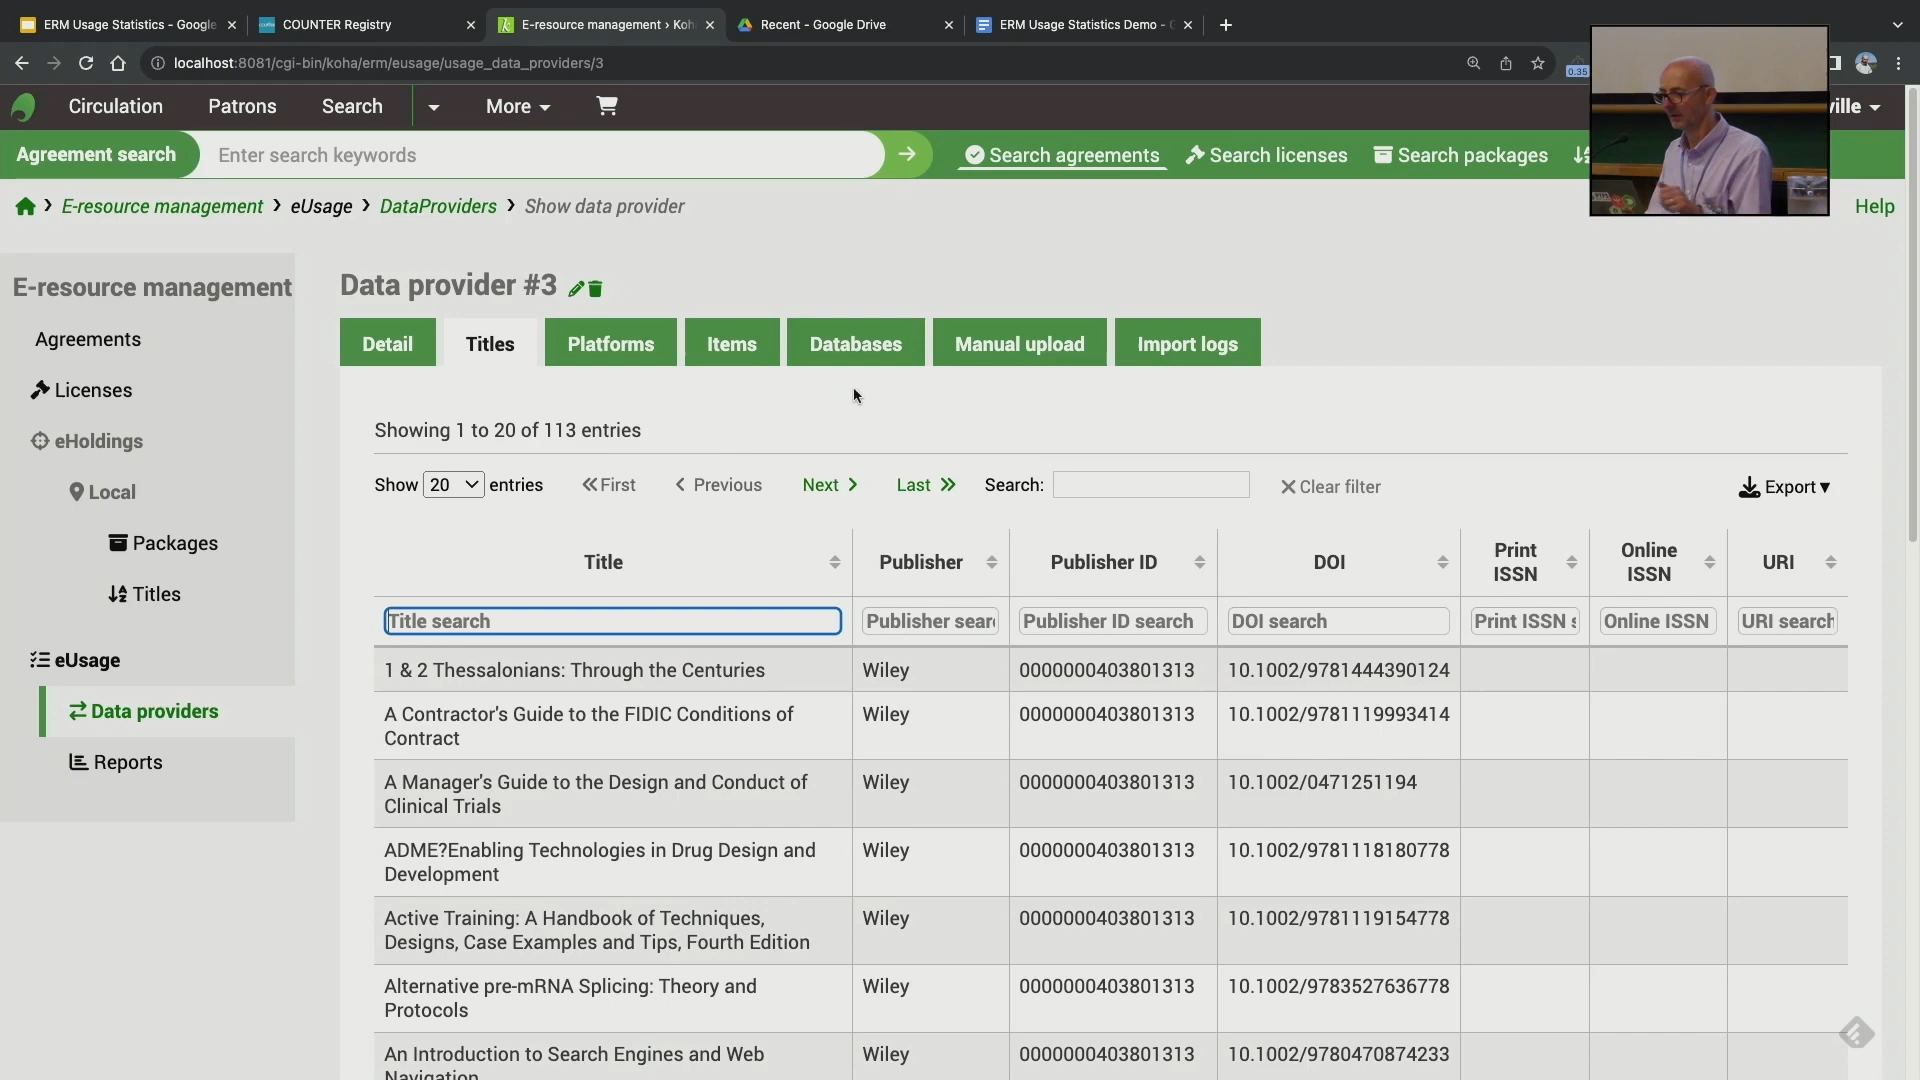 ERM Usage Statistics - Google
COUNTER Registry
E-resource management › Koh
Recent - Google Drive
ERM Usage Statistics Demo -
localhost:8081/cgi-bin/koha/erm/eusage/usage_data_providers/3
0.35
Circulation
Patrons
Search
More
ville
Agreement search
Enter search keywords
Search agreements
Search licenses
Search packages
E-resource management
eUsage
DataProviders
Show data provider
Help
E-resource management
Agreements
Licenses
eHoldings
Local
Packages
Titles
eUsage
Data providers
Reports
Data provider #3
Detail
Titles
Platforms
Items
Databases
Manual upload
Import logs
Showing 1 to 20 of 113 entries
Show 20 entries
First
Previous
Next
Last
Search:
Clear filter
Export
Title Publisher Publisher ID DOI Print ISSN Online ISSN URI
Title search Publisher sear Publisher ID search DOI search Print ISSN s Online ISSN URI search
1 & 2 Thessalonians: Through the Centuries Wiley 0000000403801313 10.1002/9781444390124
A Contractor's Guide to the FIDIC Conditions of Wiley 0000000403801313 10.1002/9781119993414
Contract
A Manager's Guide to the Design and Conduct of Wiley 0000000403801313 10.1002/0471251194
Clinical Trials
ADME?Enabling Technologies in Drug Design and Wiley 0000000403801313 10.1002/9781118180778
Development
Active Training: A Handbook of Techniques, Wiley 0000000403801313 10.1002/9781119154778
Designs, Case Examples and Tips, Fourth Edition
Alternative pre-mRNA Splicing: Theory and Wiley 0000000403801313 10.1002/9783527636778
Protocols
An Introduction to Search Engines and Web Wiley 0000000403801313 10.1002/9780470874233
Navigation